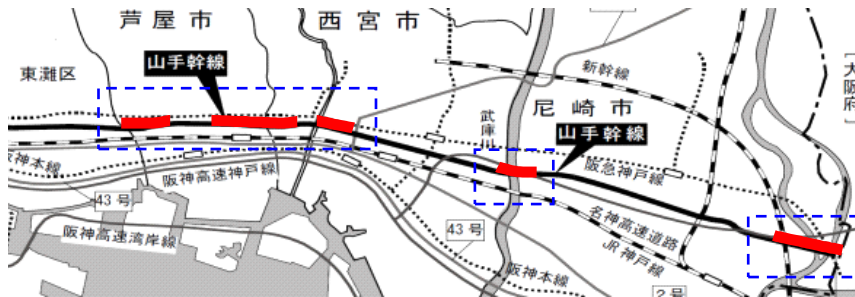 芦屋市
西宮市
東灘区
山手幹線
新幹線
[大阪府]
尼崎市
武庫川
山手幹線
阪神本線
阪神高速神戸線
阪急神戸線
43号
43号
名神高速道路
阪神高速湾岸線
JR神戸線
阪神本線
2号